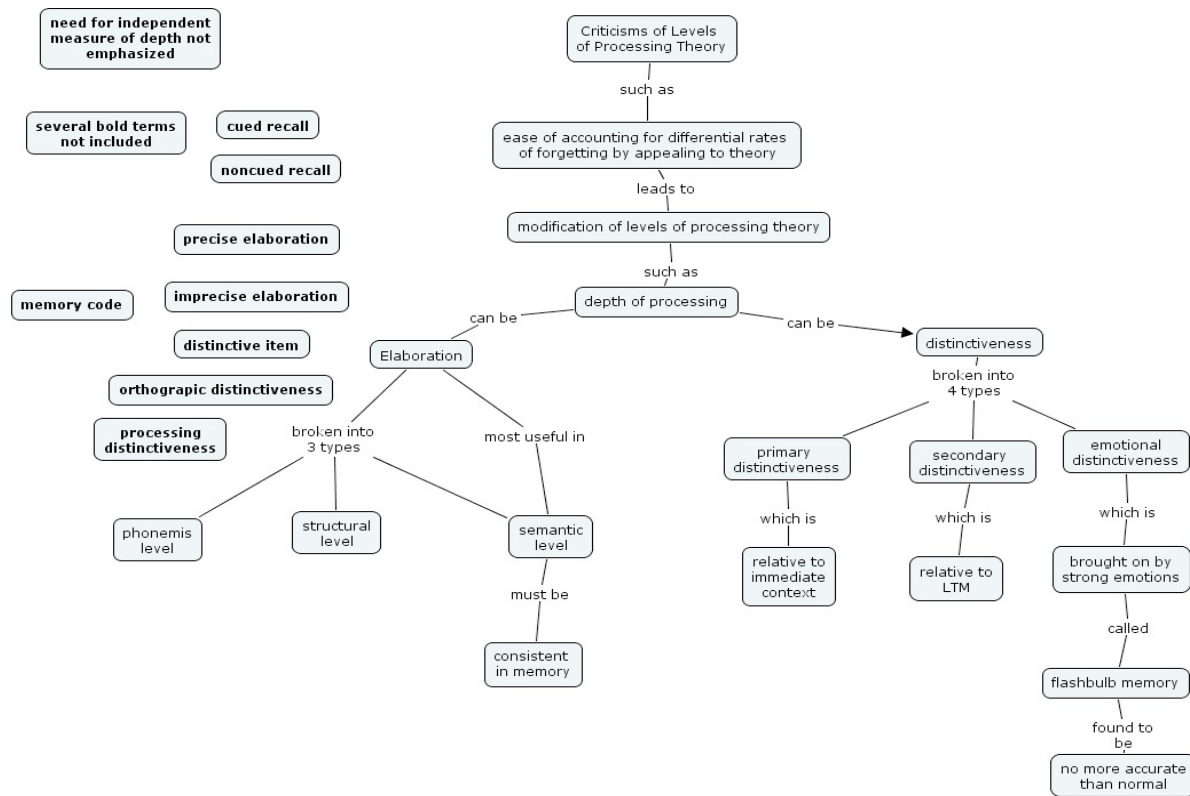 need for independent
measure of depth not
emphasized
several bold terms
not included
cued recall
noncued recall
precise elaboration
memory code
imprecise elaboration
distinctive item
orthograpic distinctiveness
processing
distinctiveness
Criticisms of Levels
of Processing Theory
such as
ease of accounting for differential rates
of forgetting by appealing to theory
leads to
modification of levels of processing theory
such as
depth of processing
can be
can be
Elaboration
distinctiveness
broken into
3 types
most useful in
phonemis
level
structural
level
semantic
level
must be
consistent
in memory
broken into
4 types
primary
distinctiveness
secondary
distinctiveness
emotional
distinctiveness
which is
which is
which is
relative to
immediate
context
relative to
LTM
brought on by
strong emotions
called
flashbulb memory
found to
be
no more accurate
than normal